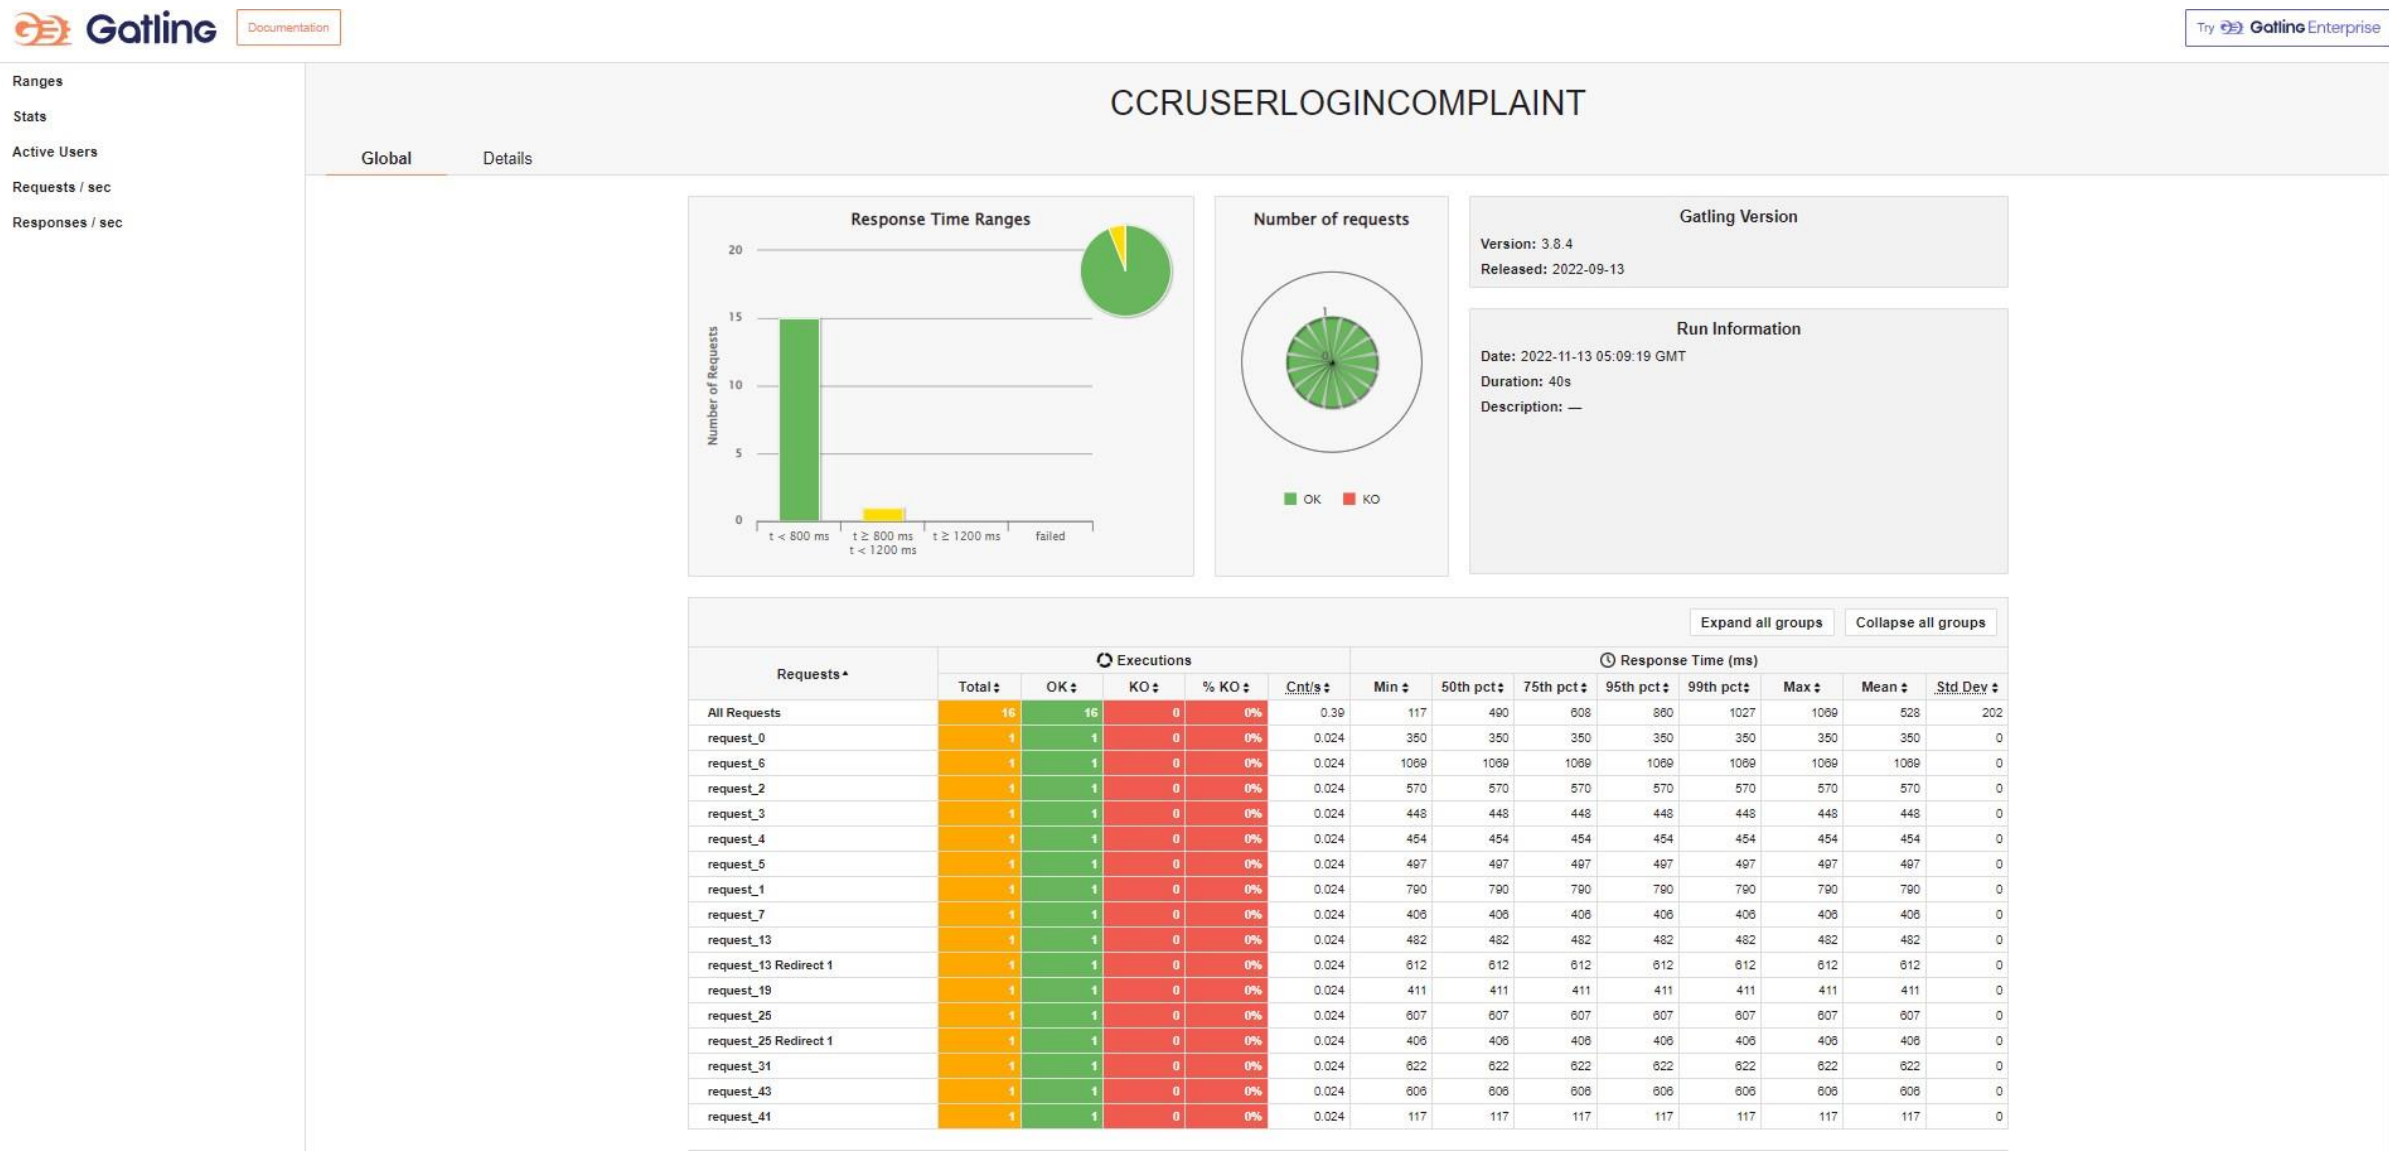 Gatling Documentation Try Gatling Enterprise
Ranges
Stats
Active Users
Requests / sec
Responses / sec
CCRUSERLOGINCOMPLAINT
Global Details
Response Time Ranges
Number of Requests
20
15
10
5
0
t < 800 ms t ≥ 800 ms t ≥ 1200 ms failed
t < 1200 ms
Number of requests
1
0
OK KO
Gatling Version
Version: 3.8.4
Released: 2022-09-13
Run Information
Date: 2022-11-13 05:09:19 GMT
Duration: 40s
Description: —
Expand all groups Collapse all groups
Requests Executions Response Time (ms)
Total OK KO % KO Cnt/s Min 50th pct 75th pct 95th pct 99th pct Max Mean Std Dev
All Requests 16 16 0 0% 0.39 117 490 608 860 1027 1069 528 202
request_0 1 1 0 0% 0.024 350 350 350 350 350 350 350 0
request_6 1 1 0 0% 0.024 1069 1069 1069 1069 1069 1069 1069 0
request_2 1 1 0 0% 0.024 570 570 570 570 570 570 570 0
request_3 1 1 0 0% 0.024 448 448 448 448 448 448 448 0
request_4 1 1 0 0% 0.024 454 454 454 454 454 454 454 0
request_5 1 1 0 0% 0.024 497 497 497 497 497 497 497 0
request_1 1 1 0 0% 0.024 790 790 790 790 790 790 790 0
request_7 1 1 0 0% 0.024 406 406 406 406 406 406 406 0
request_13 1 1 0 0% 0.024 482 482 482 482 482 482 482 0
request_13 Redirect 1 1 1 0 0% 0.024 612 612 612 612 612 612 612 0
request_19 1 1 0 0% 0.024 411 411 411 411 411 411 411 0
request_25 1 1 0 0% 0.024 607 607 607 607 607 607 607 0
request_25 Redirect 1 1 1 0 0% 0.024 406 406 406 406 406 406 406 0
request_31 1 1 0 0% 0.024 622 622 622 622 622 622 622 0
request_43 1 1 0 0% 0.024 606 606 606 606 606 606 606 0
request_41 1 1 0 0% 0.024 117 117 117 117 117 117 117 0